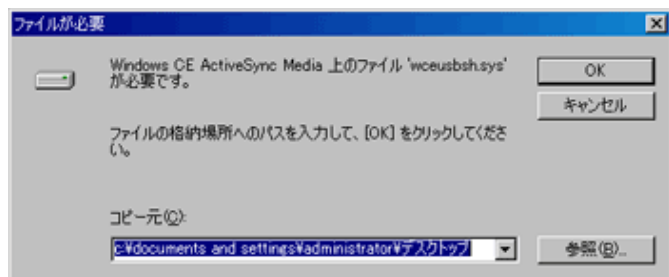 ファイルが必要
Windows CE ActiveSync Media 上のファイル 'wceusbsh.sys'
が必要です。
OK
キャンセル
ファイルの格納場所へのパスを入力して、[OK] をクリックしてくださ
い。
コピー元(C):
c:¥documents and settings¥administrator¥デスクトップ
参照(B)...